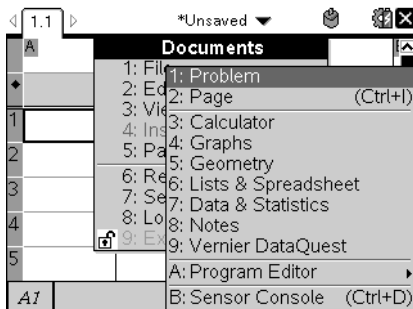 1.1 *Unsaved
A
Documents
1: File
2: Ed
3: Vie
4: Ins
5: Pa
6: Re
7: Se
8: Lo
9: Ex
1: Problem
2: Page (Ctrl+I)
3: Calculator
4: Graphs
5: Geometry
6: Lists & Spreadsheet
7: Data & Statistics
8: Notes
9: Vernier DataQuest
A: Program Editor
B: Sensor Console (Ctrl+D)
1
2
3
4
5
A1